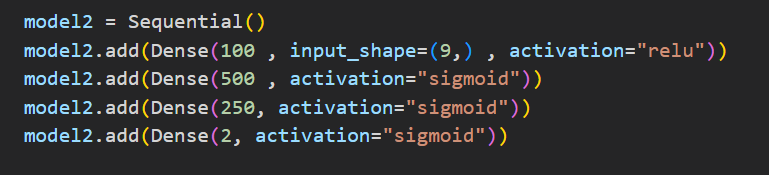 model2 = Sequential()
model2.add(Dense(100 , input_shape=(9,) , activation="relu"))
model2.add(Dense(500 , activation="sigmoid"))
model2.add(Dense(250, activation="sigmoid"))
model2.add(Dense(2, activation="sigmoid"))